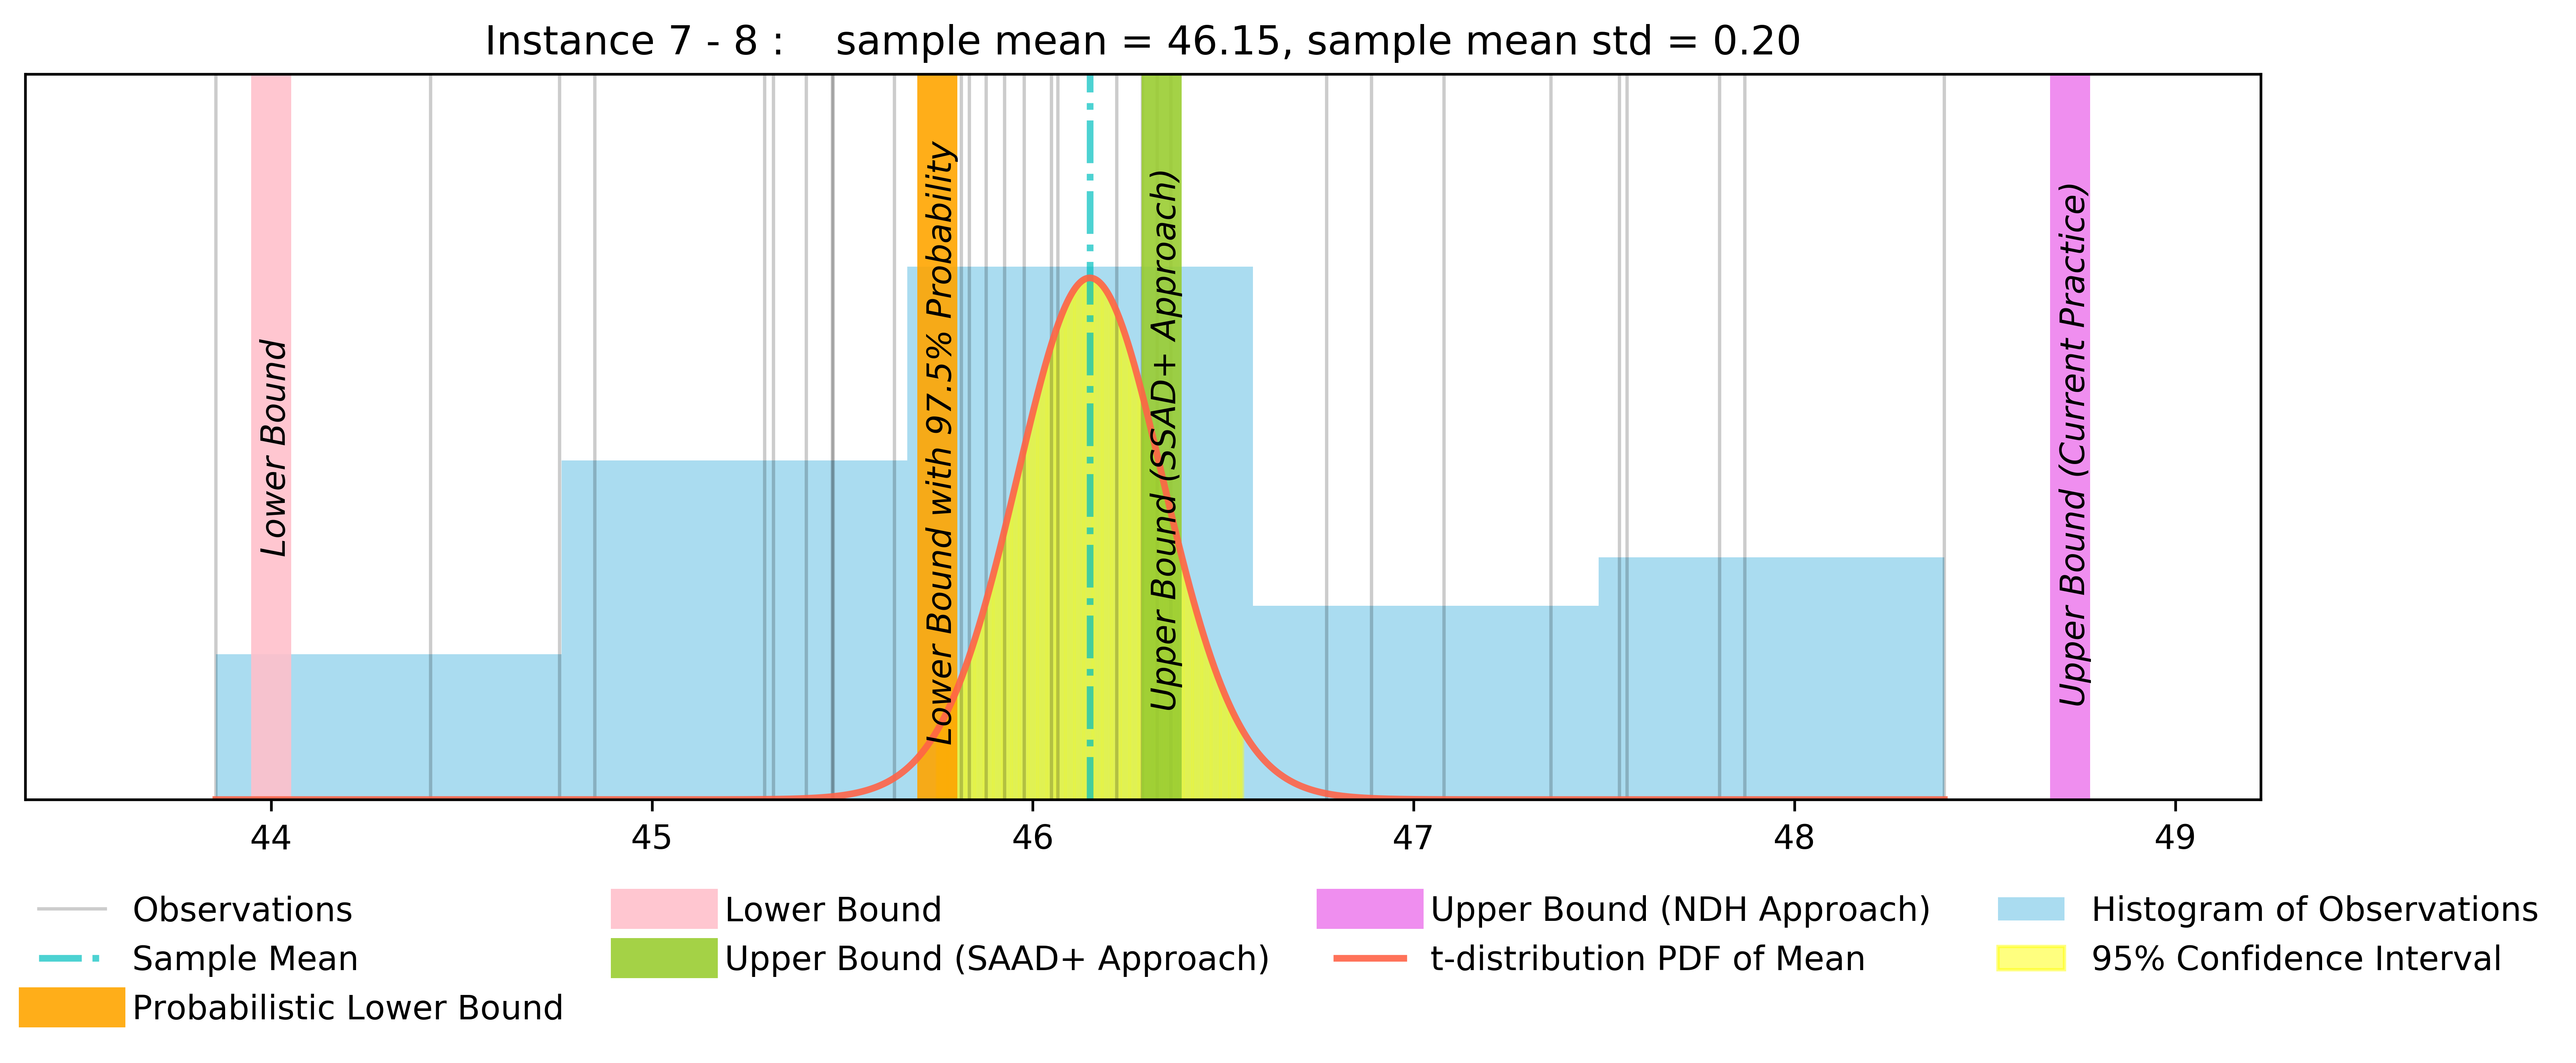 Instance 7 - 8 :    sample mean = 46.15, sample mean std = 0.20
Lower Bound
Lower Bound with 97.5% Probability
Upper Bound (SSAD+ Approach)
Upper Bound (Current Practice)
44 45 46 47 48 49
Observations
Sample Mean
Probabilistic Lower Bound
Lower Bound
Upper Bound (SAAD+ Approach)
Upper Bound (NDH Approach)
t-distribution PDF of Mean
Histogram of Observations
95% Confidence Interval